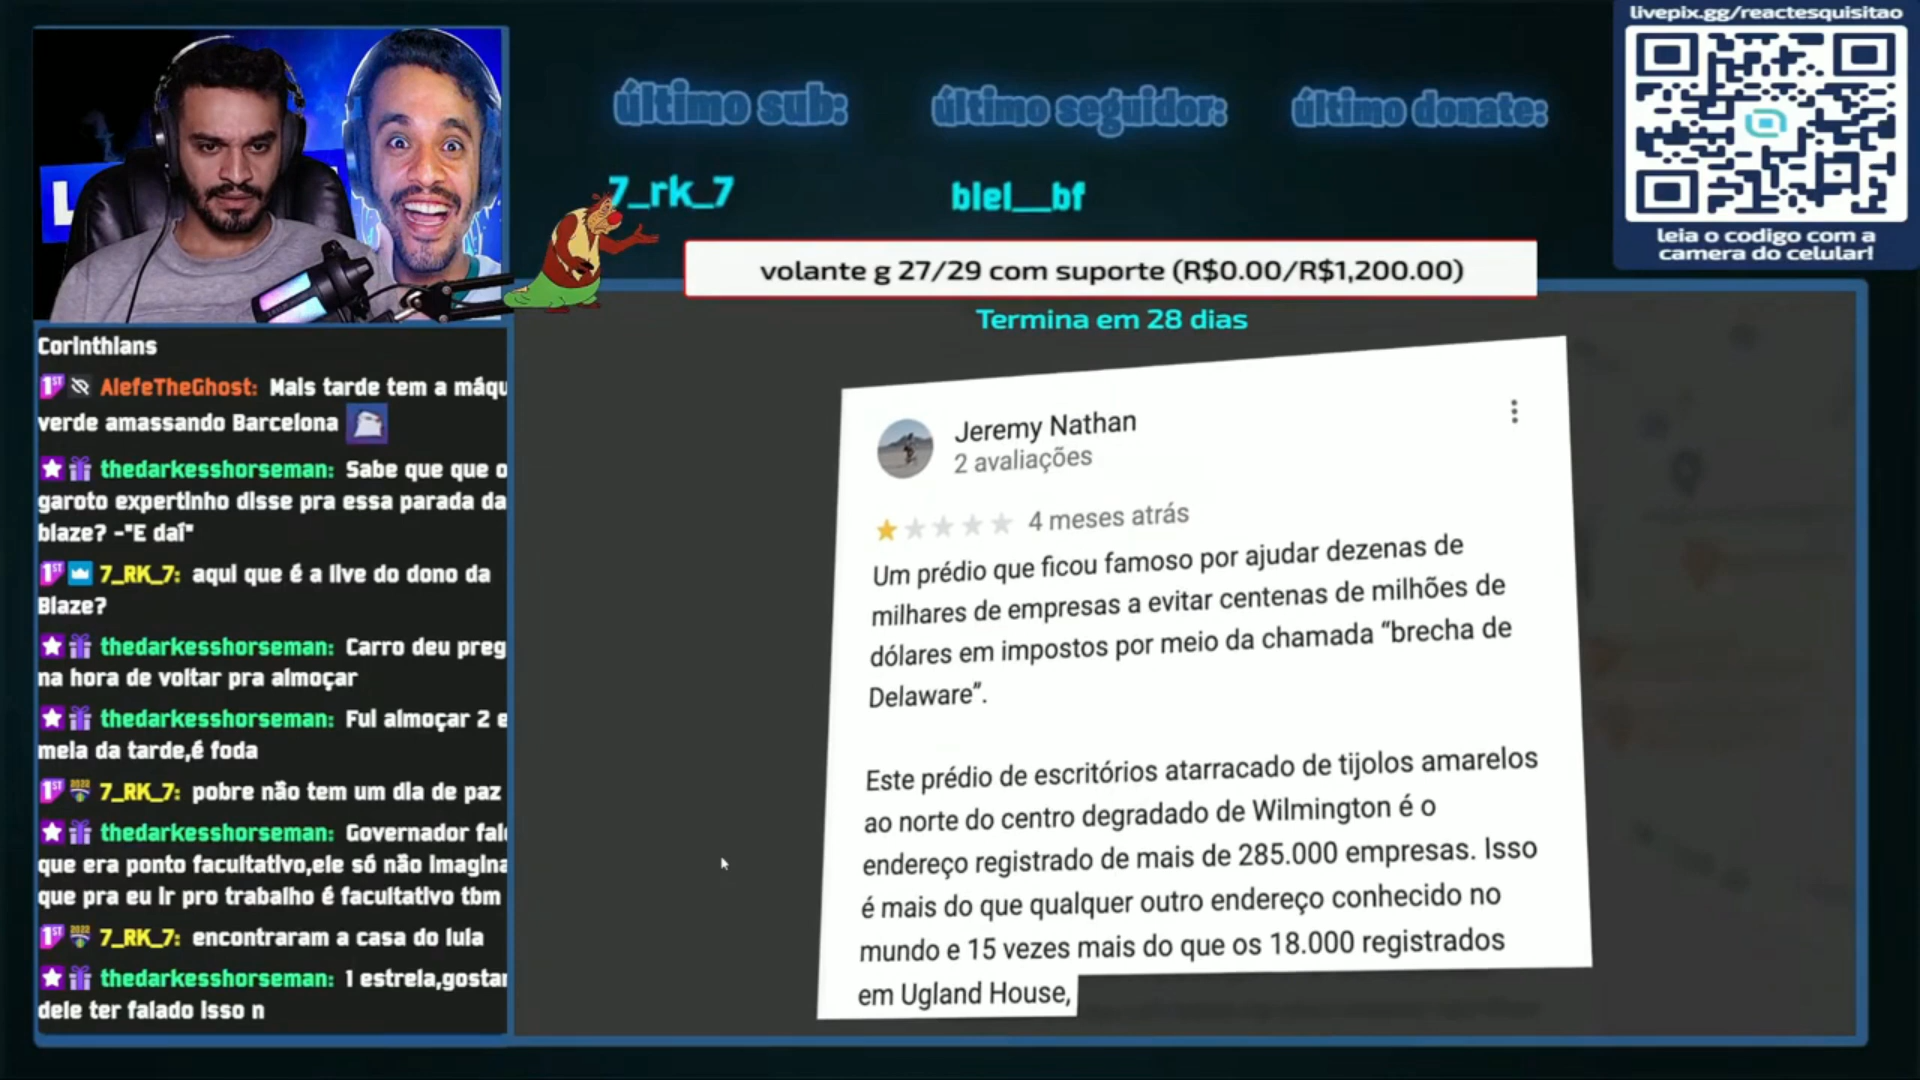 livepix.gg/reactesquisitao
último sub:
último seguidor:
último donate:
7_rk_7
blel__bf
leia o codigo com a
camera do celular!
volante g 27/29 com suporte (R$0.00/R$1,200.00)
Termina em 28 dias
L
Corinthians
AlefeTheGhost: Mais tarde tem a máqu
verde amassando Barcelona
thedarkesshorseman: Sabe que que o
garoto expertinho disse pra essa parada da
blaze? -"E daí"
7_RK_7: aqui que é a live do dono da
Blaze?
thedarkesshorseman: Carro deu preg
na hora de voltar pra almoçar
thedarkesshorseman: Fui almoçar 2 e
meia da tarde,é foda
7_RK_7: pobre não tem um dia de paz
thedarkesshorseman: Governador fal
que era ponto facultativo,ele só não imagina
que pra eu ir pro trabalho é facultativo tbm
7_RK_7: encontraram a casa do lula
thedarkesshorseman: 1 estrela,gostar
dele ter falado isso n
Jeremy Nathan
2 avaliações
4 meses atrás
Um prédio que ficou famoso por ajudar dezenas de
milhares de empresas a evitar centenas de milhões de
dólares em impostos por meio da chamada “brecha de
Delaware”.
Este prédio de escritórios atarracado de tijolos amarelos
ao norte do centro degradado de Wilmington é o
endereço registrado de mais de 285.000 empresas. Isso
é mais do que qualquer outro endereço conhecido no
mundo e 15 vezes mais do que os 18.000 registrados
em Ugland House,